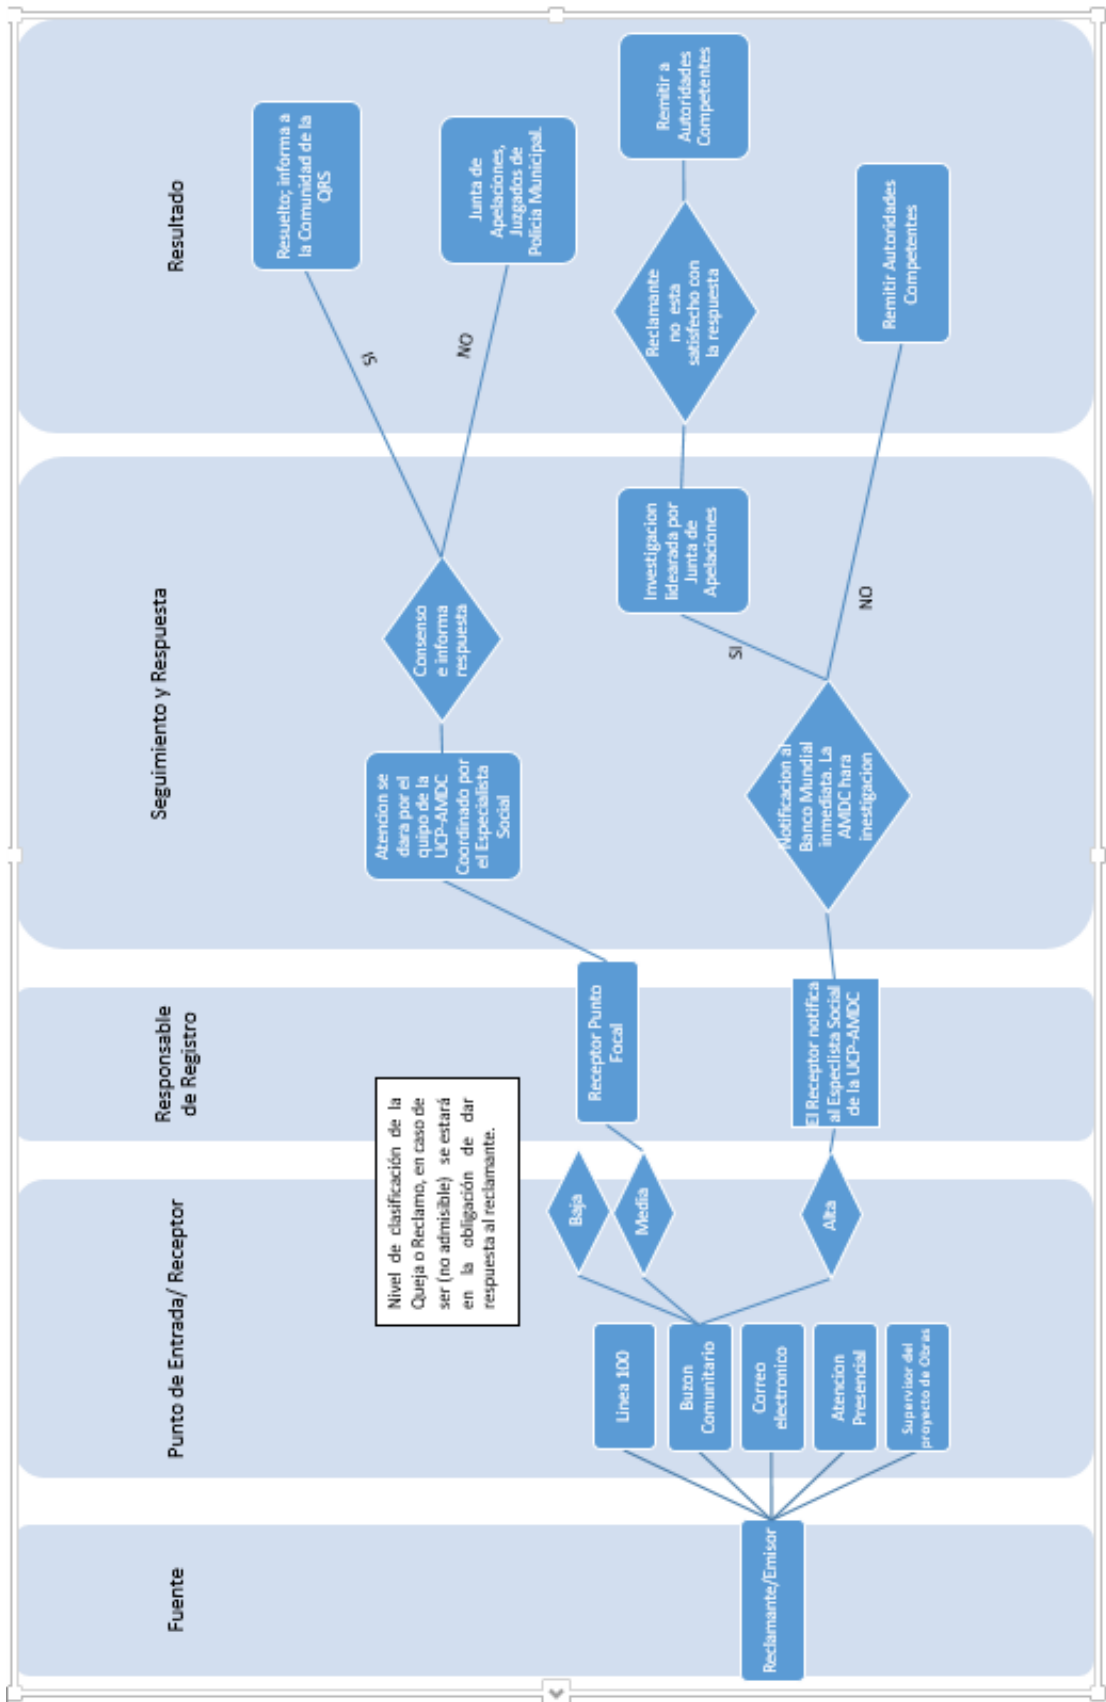 Fuente
Reclamante/Emisor
Punto de Entrada/ Receptor
Linea 100
Buzon
Comunitario
Correo
electronico
Atencion
Presencial
Supervisor del
proyecto de Obras
Nivel de clasificación de la
Queja o Reclamo, en caso de
ser (no admisible) se estará
en la obligación de dar
respuesta al reclamante.
Baja
Media
Alta
Responsable
de Registro
Receptor Punto
Focal
El Receptor notifica
al Especlista Social
de la UCP-AMDC
Seguimiento y Respuesta
Atencion se
dara por el
quipo de la
UCP-AMDC
Coordinado por
el Especialista
Social
Consenso
e informa
respuesta
Notificacion al
Banco Mundial
inmediata. La
AMDC hara
inestigacion
SI
NO
Investigacion
lidearada por
Junta de
Apelaciones
Resultado
SI
NO
Resuelto; informa a
la Comunidad de la
QRS
Junta de
Apelaciones,
Juzgados de
Policia Municipal.
Reclamante
no esta
satisfecho con
la respuesta
Remitir a
Autoridades
Competentes
Remitir Autoridades
Competentes